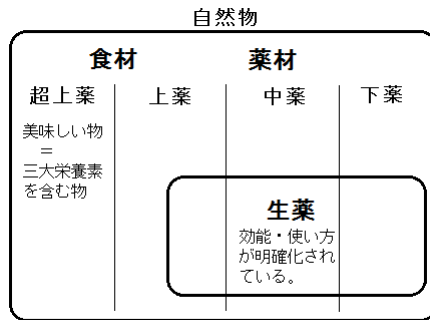 自然物
食材 薬材
超上薬 上薬 中薬 下薬
美味しい物
＝
三大栄養素
を含む物
生薬
効能・使い方
が明確化され
ている。